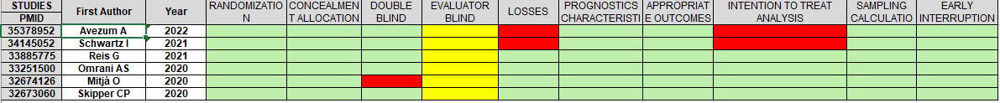 STUDIES First Author Year RANDOMIZATIO CONCEALMEN DOUBLE EVALUATOR LOSSES PROGNOSTICS APPROPRIAT INTENTION TO TREAT SAMPLING EARLY
PMID N T ALLOCATION BLIND BLIND CHARACTERISTI E OUTCOMES ANALYSIS CALCULATIO INTERRUPTION
35378952 Avezum A 2022
34145052 Schwartz I 2021
33885775 Reis G 2021
33251500 Omrani AS 2020
32674126 Mitjà O 2020
32673060 Skipper CP 2020